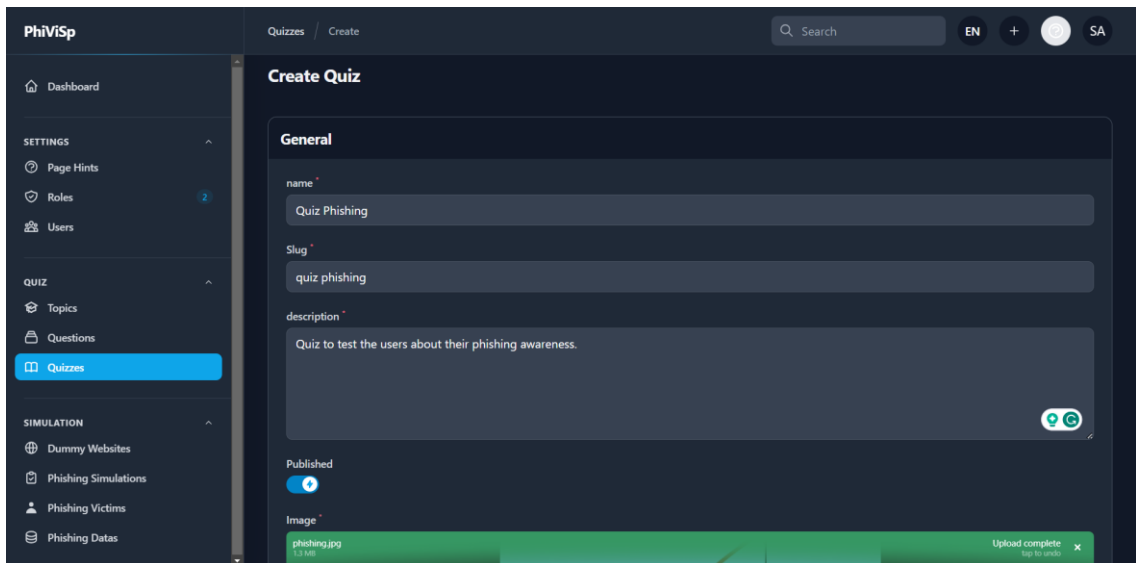 PhiViSp
Quizzes / Create
Search
EN
+
SA
Dashboard
SETTINGS
Page Hints
Roles
2
Users
QUIZ
Topics
Questions
Quizzes
SIMULATION
Dummy Websites
Phishing Simulations
Phishing Victims
Phishing Datas
Create Quiz
General
name*
Quiz Phishing
Slug*
quiz phishing
description*
Quiz to test the users about their phishing awareness.
Published
Image*
phishing.jpg
1.3 MB
Upload complete
tap to undo